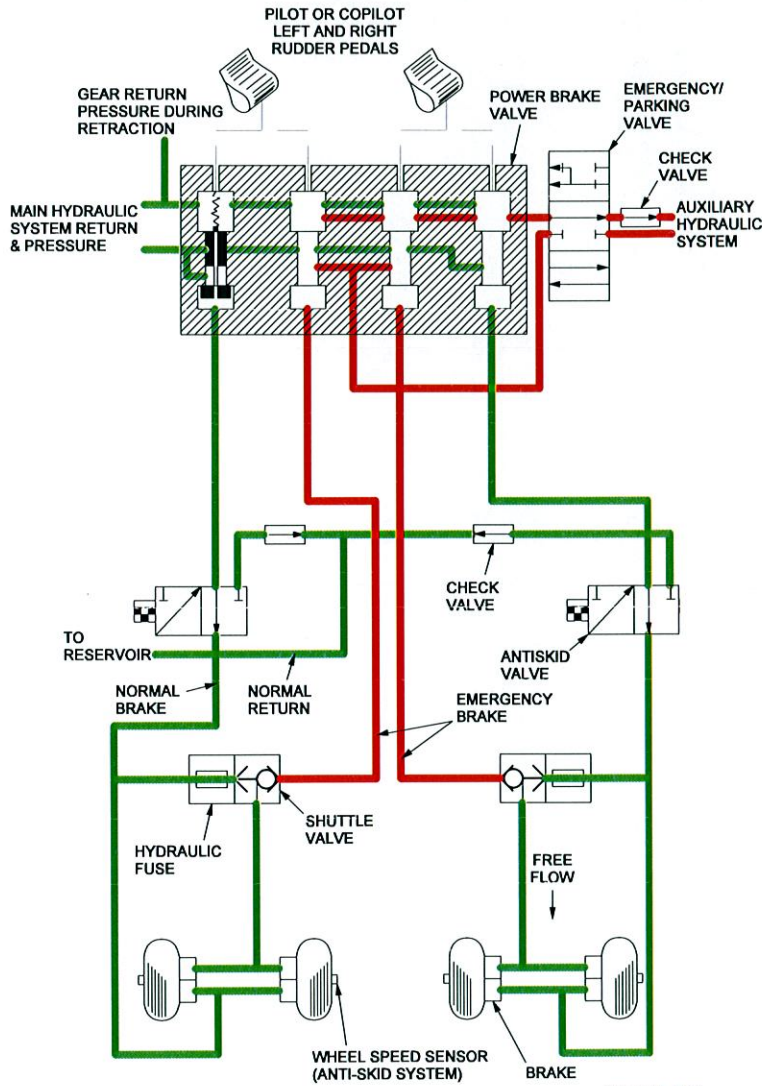 PILOT OR COPILOT
LEFT AND RIGHT
RUDDER PEDALS
GEAR RETURN
PRESSURE DURING
RETRACTION
POWER BRAKE
VALVE
EMERGENCY/
PARKING
VALVE
CHECK
VALVE
MAIN HYDRAULIC
SYSTEM RETURN
& PRESSURE
AUXILIARY
HYDRAULIC
SYSTEM
CHECK
VALVE
TO
RESERVOIR
ANTISKID
VALVE
NORMAL
BRAKE
NORMAL
RETURN
EMERGENCY
BRAKE
SHUTTLE
VALVE
HYDRAULIC
FUSE
FREE
FLOW
WHEEL SPEED SENSOR
(ANTI-SKID SYSTEM)
BRAKE